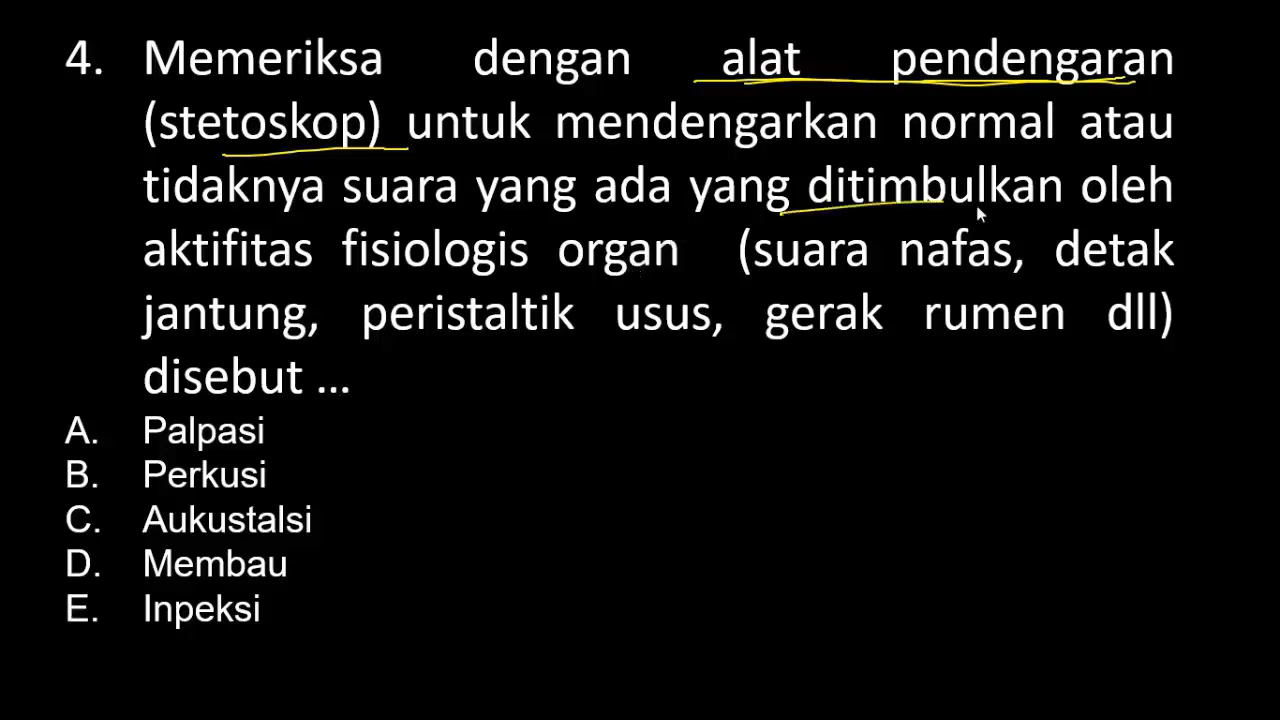 4. Memeriksa dengan alat pendengaran
(stetoskop) untuk mendengarkan normal atau
tidaknya suara yang ada yang ditimbulkan oleh
aktifitas fisiologis organ (suara nafas, detak
jantung, peristaltik usus, gerak rumen dll)
disebut ...
A. Palpasi
B. Perkusi
C. Aukustalsi
D. Membau
E. Inpeksi